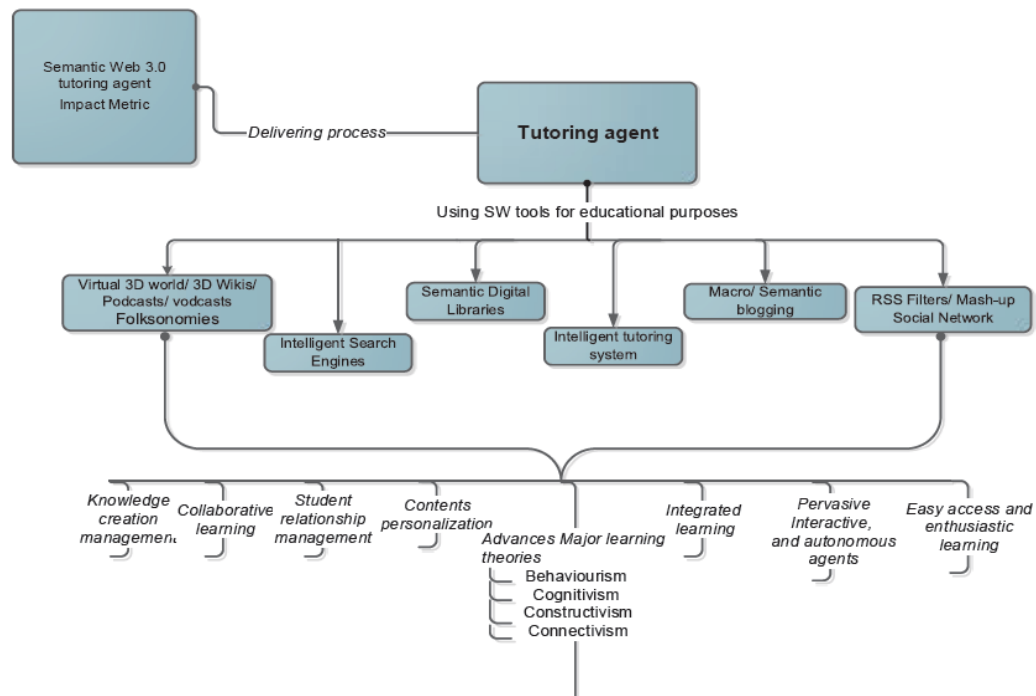 Semantic Web 3.0
tutoring agent
Impact Metric
Delivering process
Tutoring agent
Using SW tools for educational purposes
Virtual 3D world/ 3D Wikis/
Podcasts/ vodcasts
Folksonomies
Intelligent Search
Engines
Semantic Digital
Libraries
Intelligent tutoring
system
Macro/ Semantic
blogging
RSS Filters/ Mash-up
Social Network
Knowledge
creation
management
Collaborative
learning
Student
relationship
management
Contents
personalization
Advances Major learning
theories
Behaviourism
Cognitivism
Constructivism
Connectivism
Integrated
learning
Pervasive
Interactive,
and autonomous
agents
Easy access and
enthusiastic
learning